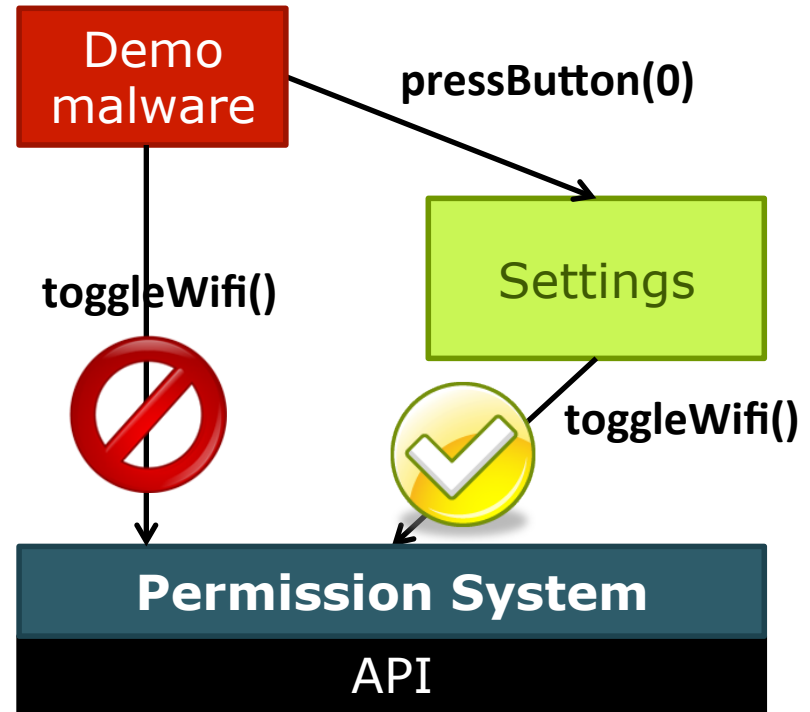 Demo
malware
pressButton(0)
toggleWifi()
Settings
toggleWifi()
Permission System
API